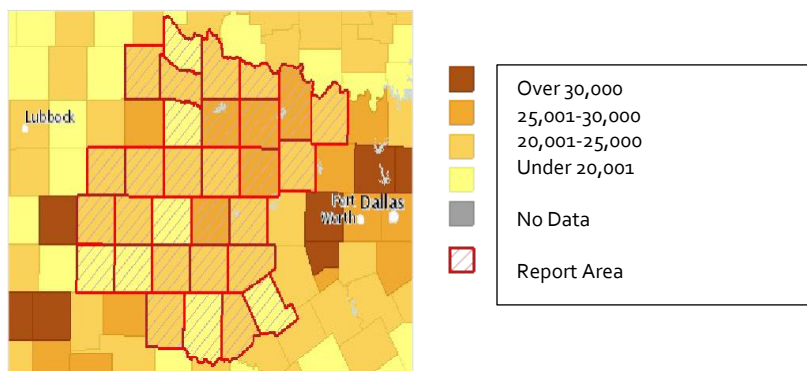 Lubbock
Fort Dallas
Worth
Over 30,000
25,001-30,000
20,001-25,000
Under 20,001
No Data
Report Area